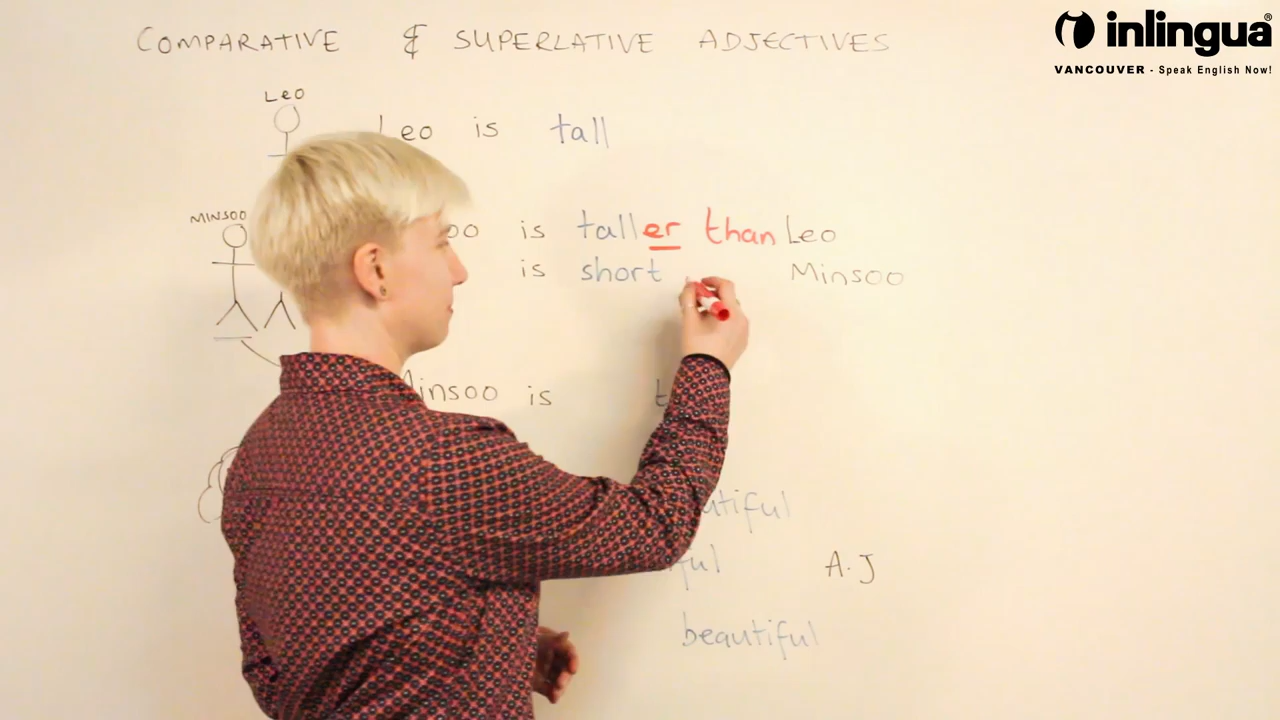 COMPARATIVE & SUPERLATIVE ADJECTIVES
inlingua®
VANCOUVER - Speak English Now!
LEO
Leo is tall
MINSOO
is taller than Leo
is short Minsoo
Minsoo is
A.J
beautiful